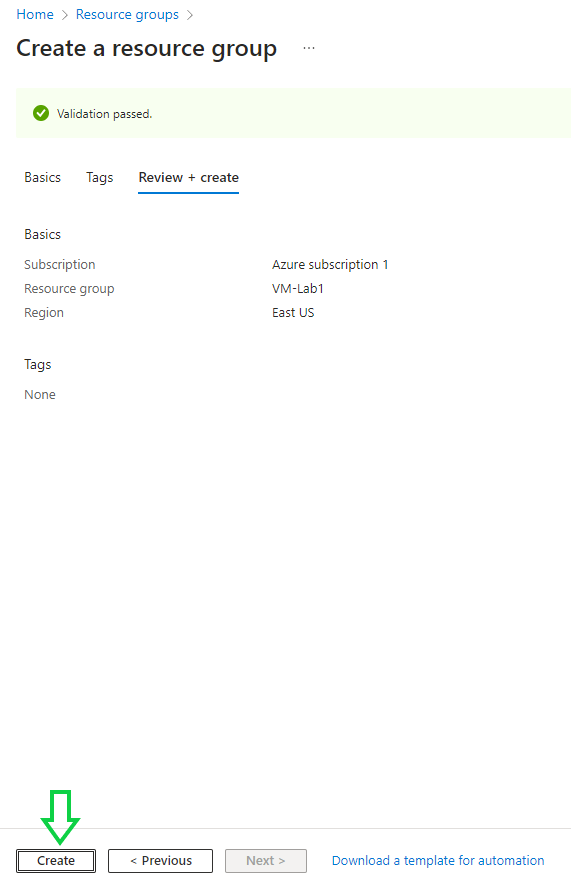 Home > Resource groups >
Create a resource group ...
Validation passed.
Basics Tags Review + create
Basics
Subscription Azure subscription 1
Resource group VM-Lab1
Region East US
Tags
None
Create < Previous Next > Download a template for automation